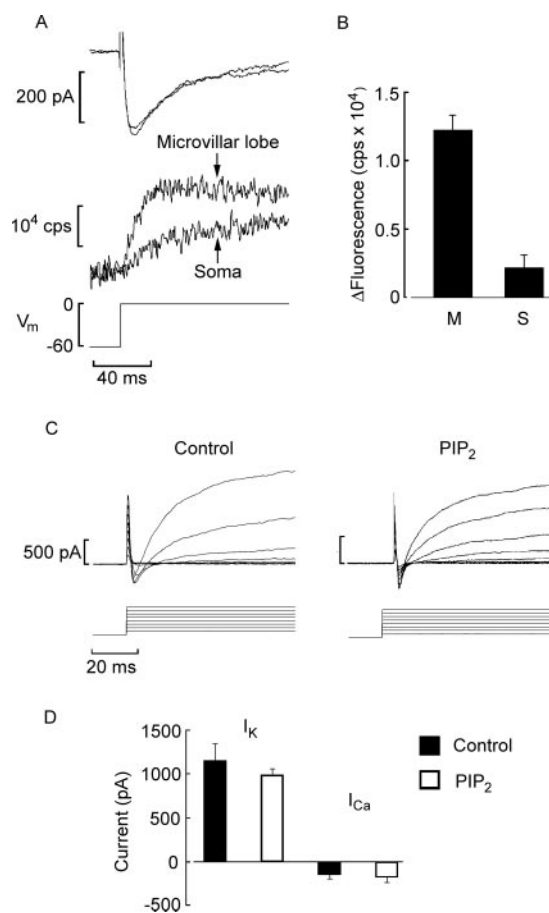 A
200 pA
Microvillar lobe
10⁴ cps
Soma
0
Vₘ
-60
40 ms
B
ΔFluorescence (cps x 10⁴)
1.5
1.0
0.5
0
M
S
C
Control
PIP₂
500 pA
20 ms
D
Current (pA)
1500
1000
500
0
-500
I_K
I_Ca
Control
PIP₂